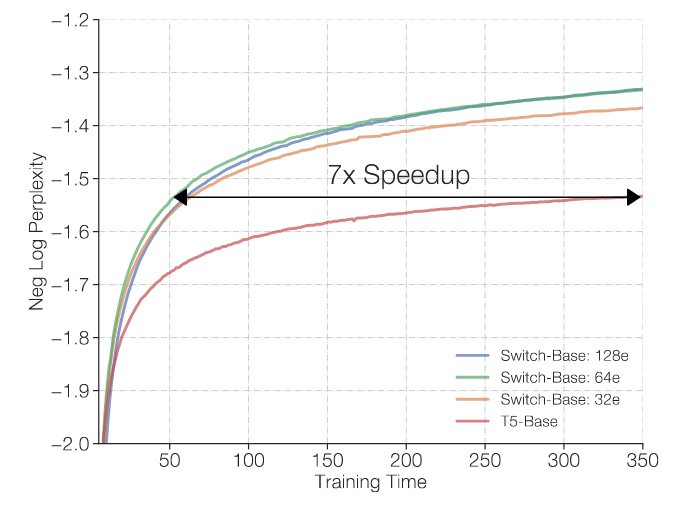 −1.2
−1.3
−1.4
−1.5
−1.6
−1.7
−1.8
−1.9
−2.0
Neg Log Perplexity
7x Speedup
Switch-Base: 128e
Switch-Base: 64e
Switch-Base: 32e
T5-Base
50 100 150 200 250 300 350
Training Time